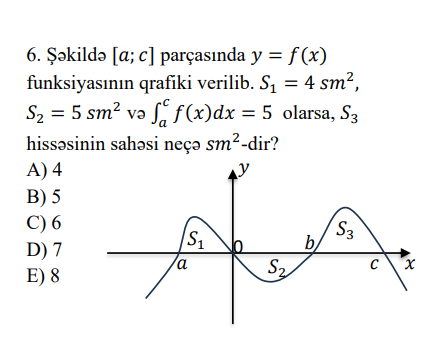 6. Şəkildə [a; c] parçasında y = f(x)
funksiyasının qrafiki verilib. S₁ = 4 sm²,
S₂ = 5 sm² və ∫ₐᶜ f(x)dx = 5 olarsa, S₃
hissəsinin sahəsi neçə sm²-dir?
A) 4
B) 5
C) 6
D) 7
E) 8
y
S₁
0
b
S₃
a
S₂
c
x